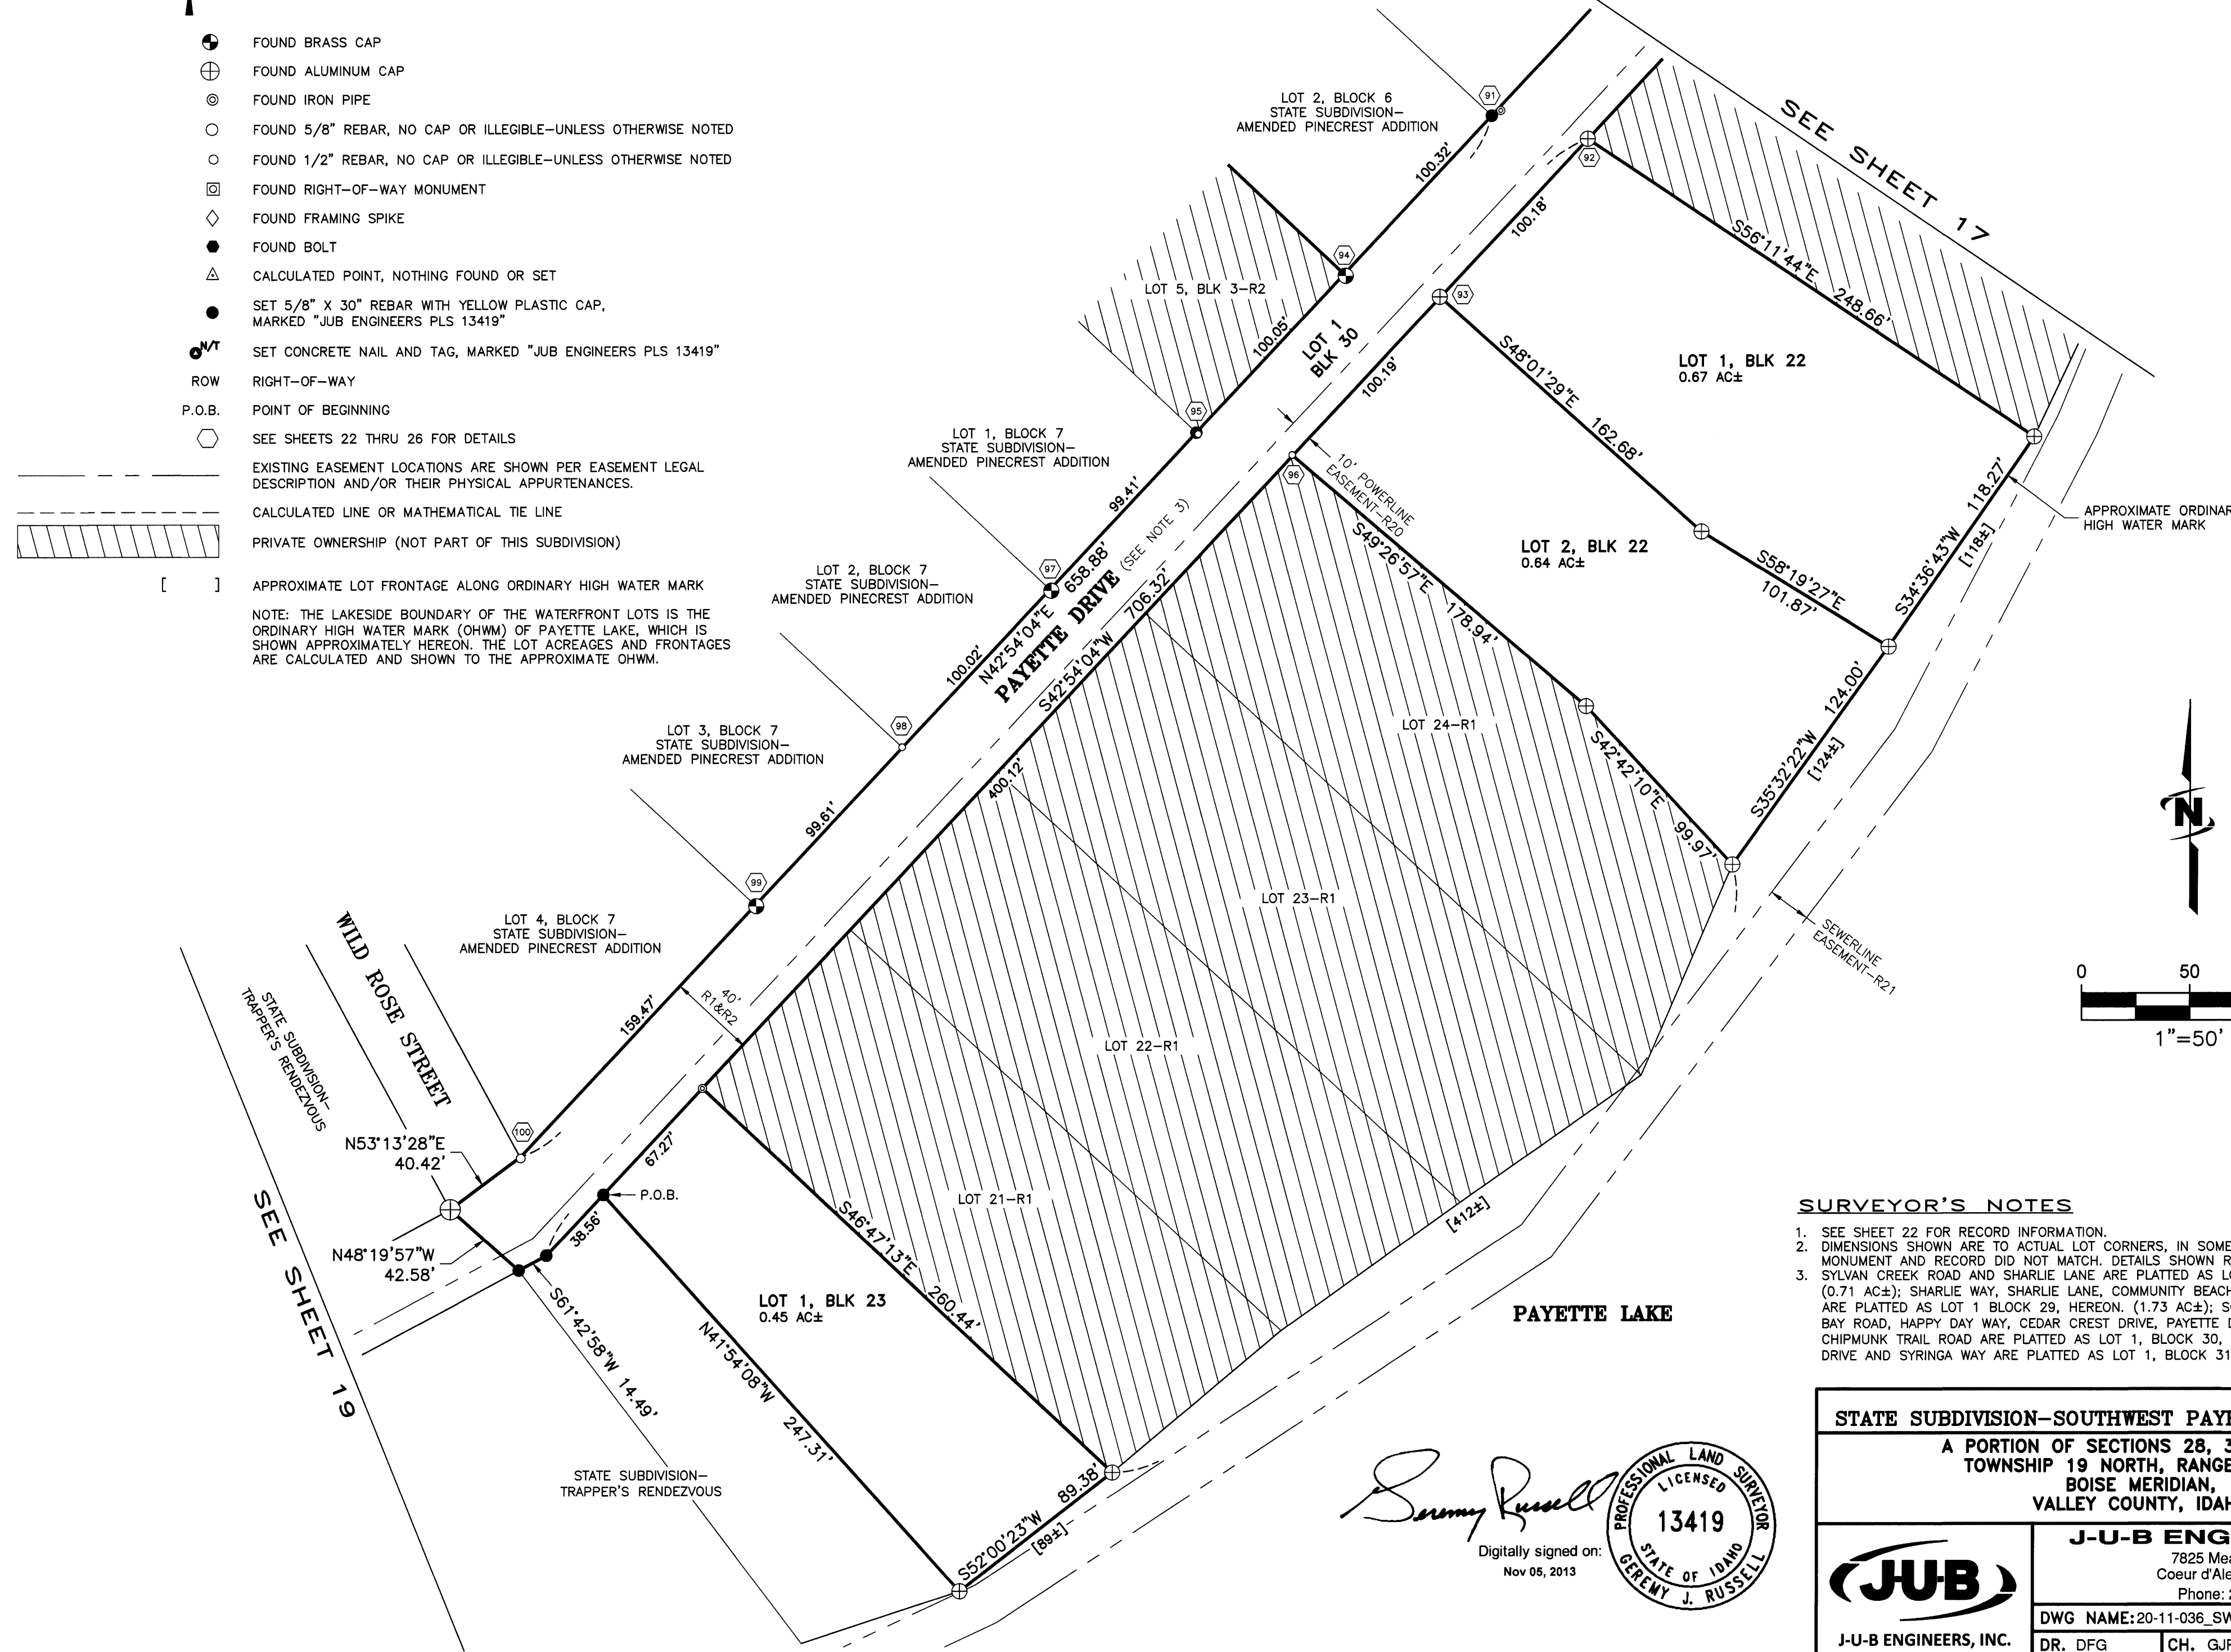 FOUND BRASS CAP
FOUND ALUMINUM CAP
FOUND IRON PIPE
FOUND 5/8" REBAR, NO CAP OR ILLEGIBLE-UNLESS OTHERWISE NOTED
FOUND 1/2" REBAR, NO CAP OR ILLEGIBLE-UNLESS OTHERWISE NOTED
FOUND RIGHT-OF-WAY MONUMENT
FOUND FRAMING SPIKE
FOUND BOLT
CALCULATED POINT, NOTHING FOUND OR SET
SET 5/8" X 30" REBAR WITH YELLOW PLASTIC CAP,
MARKED "JUB ENGINEERS PLS 13419"
N/T SET CONCRETE NAIL AND TAG, MARKED "JUB ENGINEERS PLS 13419"
ROW RIGHT-OF-WAY
P.O.B. POINT OF BEGINNING
SEE SHEETS 22 THRU 26 FOR DETAILS
EXISTING EASEMENT LOCATIONS ARE SHOWN PER EASEMENT LEGAL
DESCRIPTION AND/OR THEIR PHYSICAL APPURTENANCES.
CALCULATED LINE OR MATHEMATICAL TIE LINE
PRIVATE OWNERSHIP (NOT PART OF THIS SUBDIVISION)
[ ] APPROXIMATE LOT FRONTAGE ALONG ORDINARY HIGH WATER MARK
NOTE: THE LAKESIDE BOUNDARY OF THE WATERFRONT LOTS IS THE
ORDINARY HIGH WATER MARK (OHWM) OF PAYETTE LAKE, WHICH IS
SHOWN APPROXIMATELY HEREON. THE LOT ACREAGES AND FRONTAGES
ARE CALCULATED AND SHOWN TO THE APPROXIMATE OHWM.
LOT 2, BLOCK 6
STATE SUBDIVISION-
AMENDED PINECREST ADDITION
91
100.32'
92
SEE SHEET 17
100.18'
S56°11'44"E 248.66'
94
LOT 5, BLK 3-R2
100.05'
LOT 1
BLK 30
93
100.19'
S48°01'29"E 162.68'
LOT 1, BLK 22
0.67 AC±
95
LOT 1, BLOCK 7
STATE SUBDIVISION-
AMENDED PINECREST ADDITION
99.41'
96
10' POWERLINE
EASEMENT-R20
S49°26'57"E 178.94'
LOT 2, BLK 22
0.64 AC±
S58°19'27"E
101.87'
118.27'
S34°36'43"W
[118±]
APPROXIMATE ORDINAR
HIGH WATER MARK
97
LOT 2, BLOCK 7
STATE SUBDIVISION-
AMENDED PINECREST ADDITION
100.02'
N42°54'04"E 658.88'
PAYETTE DRIVE (SEE NOTE 3)
S42°54'04"W 706.32'
400.12'
98
LOT 3, BLOCK 7
STATE SUBDIVISION-
AMENDED PINECREST ADDITION
99.61'
LOT 24-R1
S42°42'10"E 99.97'
124.00'
S35°32'22"W
[124±]
LOT 23-R1
SEWERLINE
EASEMENT-R21
99
LOT 4, BLOCK 7
STATE SUBDIVISION-
AMENDED PINECREST ADDITION
159.47'
40'
R1&R2
LOT 22-R1
N
0 50
1"=50'
WILD ROSE STREET
STATE SUBDIVISION-
TRAPPER'S RENDEZVOUS
100
N53°13'28"E
40.42'
N48°19'57"W
42.58'
SEE SHEET 19
67.27'
P.O.B.
38.56'
S61°42'58"W 14.49'
LOT 21-R1
S46°47'13"E 260.44'
[412±]
LOT 1, BLK 23
0.45 AC±
N41°54'08"W 247.31'
STATE SUBDIVISION-
TRAPPER'S RENDEZVOUS
S52°00'23"W 89.38'
[89±]
PAYETTE LAKE
Geremy Russell
Digitally signed on:
Nov 05, 2013
PROFESSIONAL LAND SURVEYOR
LICENSED
13419
STATE OF IDAHO
GEREMY J. RUSSELL
SURVEYOR'S NOTES
1. SEE SHEET 22 FOR RECORD INFORMATION.
2. DIMENSIONS SHOWN ARE TO ACTUAL LOT CORNERS, IN SOME
MONUMENT AND RECORD DID NOT MATCH. DETAILS SHOWN R
3. SYLVAN CREEK ROAD AND SHARLIE LANE ARE PLATTED AS L
(0.71 AC±); SHARLIE WAY, SHARLIE LANE, COMMUNITY BEACH
ARE PLATTED AS LOT 1 BLOCK 29, HEREON. (1.73 AC±); S
BAY ROAD, HAPPY DAY WAY, CEDAR CREST DRIVE, PAYETTE D
CHIPMUNK TRAIL ROAD ARE PLATTED AS LOT 1, BLOCK 30,
DRIVE AND SYRINGA WAY ARE PLATTED AS LOT 1, BLOCK 31
STATE SUBDIVISION-SOUTHWEST PAYE
A PORTION OF SECTIONS 28, 3
TOWNSHIP 19 NORTH, RANGE
BOISE MERIDIAN,
VALLEY COUNTY, IDAH
J-U-B
J-U-B ENGINEERS, INC.
J-U-B ENG
7825 Mea
Coeur d'Ale
Phone: 2
DWG NAME: 20-11-036_SW
DR. DFG CH. GJR